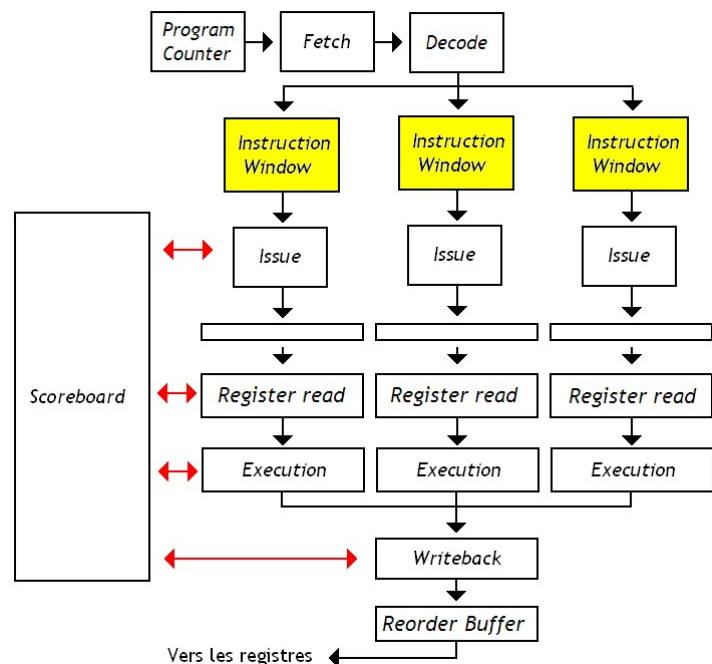 Program
Counter
Fetch
Decode
Instruction
Window
Instruction
Window
Instruction
Window
Issue
Issue
Issue
Scoreboard
Register read
Register read
Register read
Execution
Execution
Execution
Writeback
Reorder Buffer
Vers les registres